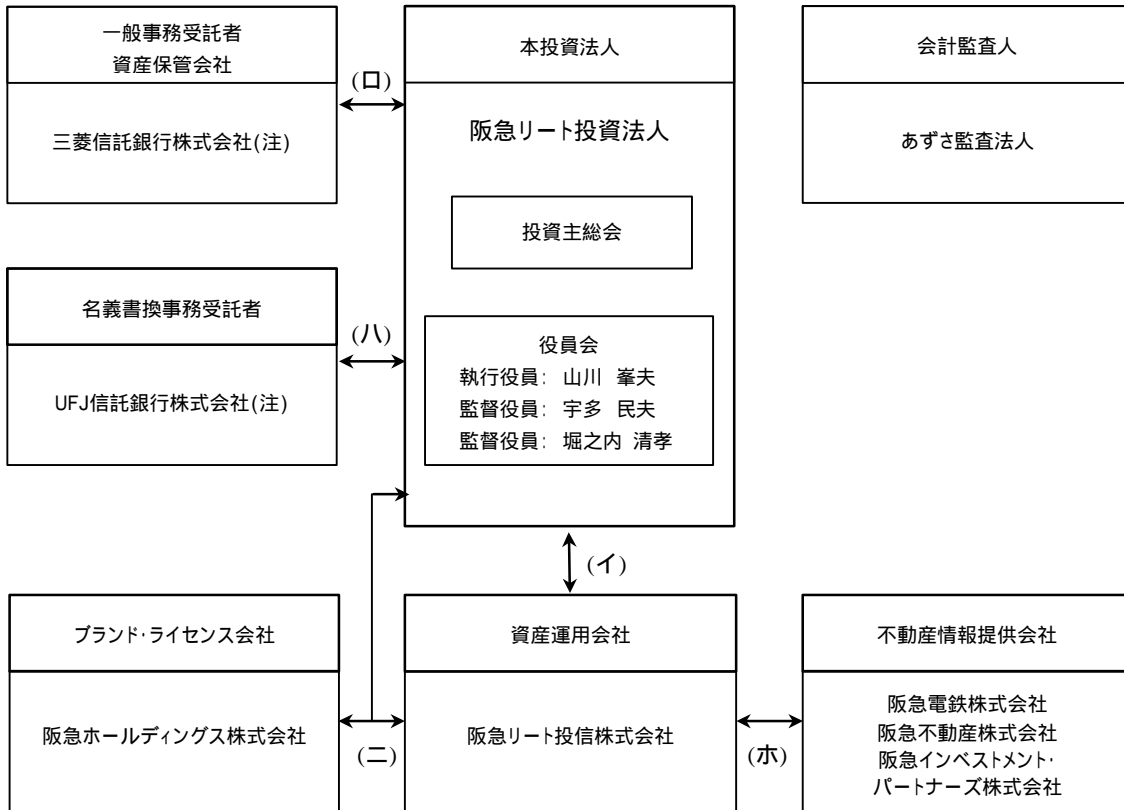 一般事務受託者
資産保管会社
三菱信託銀行株式会社(注)
(ロ)
本投資法人
阪急リート投資法人
投資主総会
役員会
執行役員: 山川 峯夫
監督役員: 宇多 民夫
監督役員: 堀之内 清孝
会計監査人
あずさ監査法人
名義書換事務受託者
UFJ信託銀行株式会社(注)
(ハ)
(イ)
ブランド・ライセンス会社
阪急ホールディングス株式会社
(ニ)
資産運用会社
阪急リート投信株式会社
(ホ)
不動産情報提供会社
阪急電鉄株式会社
阪急不動産株式会社
阪急インベストメント・
パートナーズ株式会社